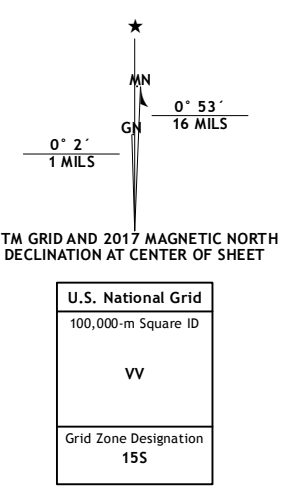 ★
MN
0° 53´
16 MILS
GN
0° 2´
1 MILS
TM GRID AND 2017 MAGNETIC NORTH
DECLINATION AT CENTER OF SHEET
U.S. National Grid
100,000-m Square ID
VV
Grid Zone Designation
15S